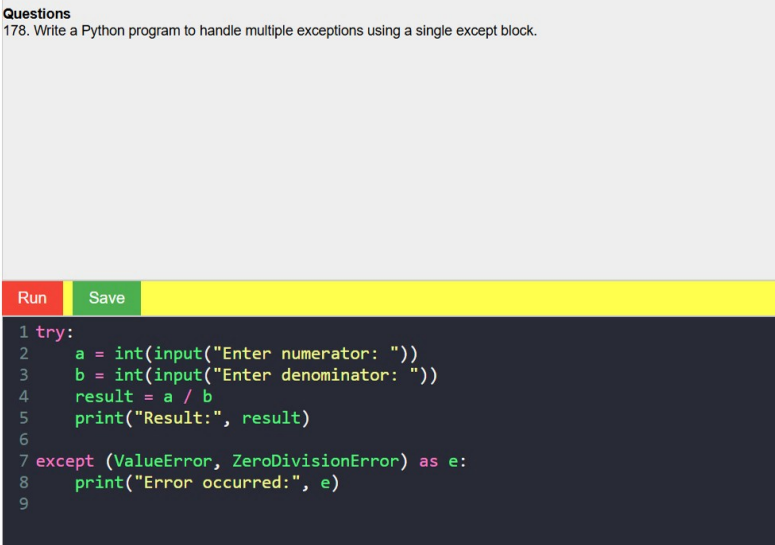 Questions
178. Write a Python program to handle multiple exceptions using a single except block.
Run Save
1 try:
2     a = int(input("Enter numerator: "))
3     b = int(input("Enter denominator: "))
4     result = a / b
5     print("Result:", result)
6
7 except (ValueError, ZeroDivisionError) as e:
8     print("Error occurred:", e)
9